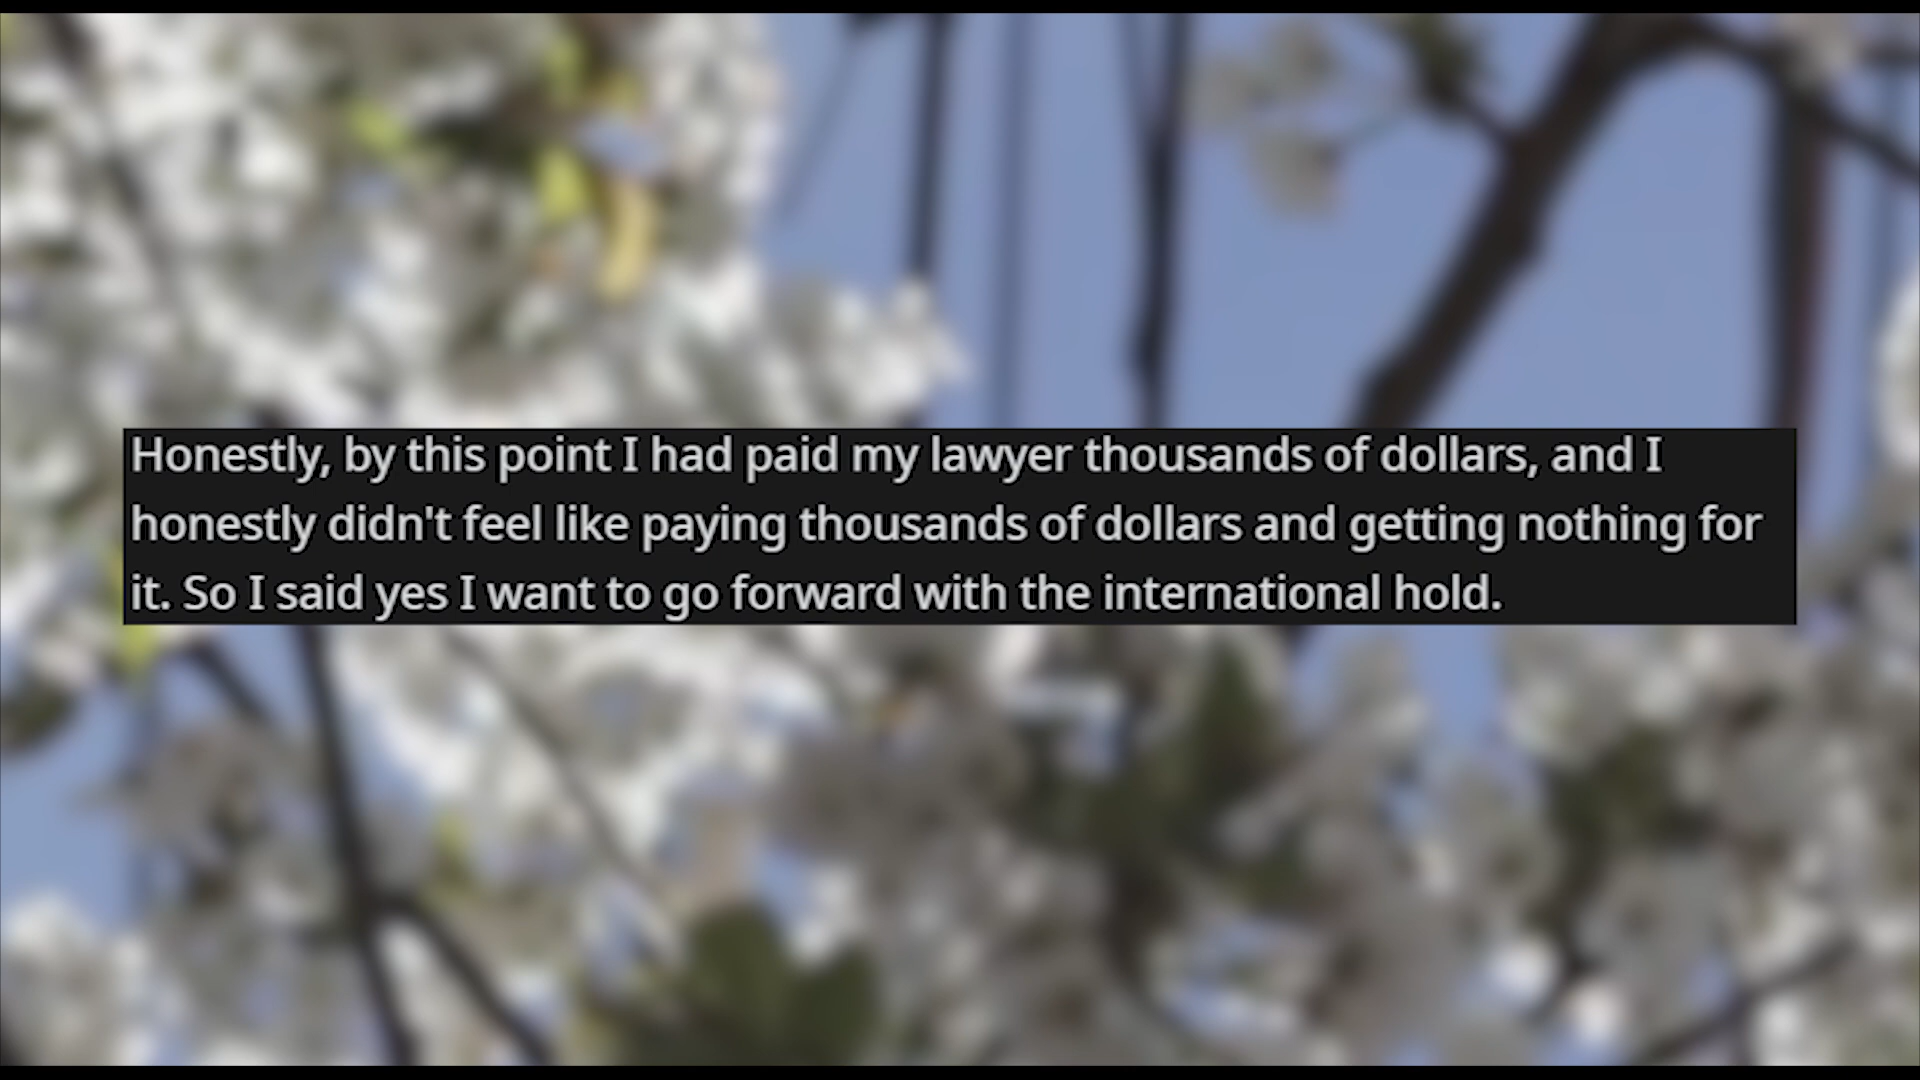 Honestly, by this point I had paid my lawyer thousands of dollars, and I
honestly didn't feel like paying thousands of dollars and getting nothing for
it. So I said yes I want to go forward with the international hold.